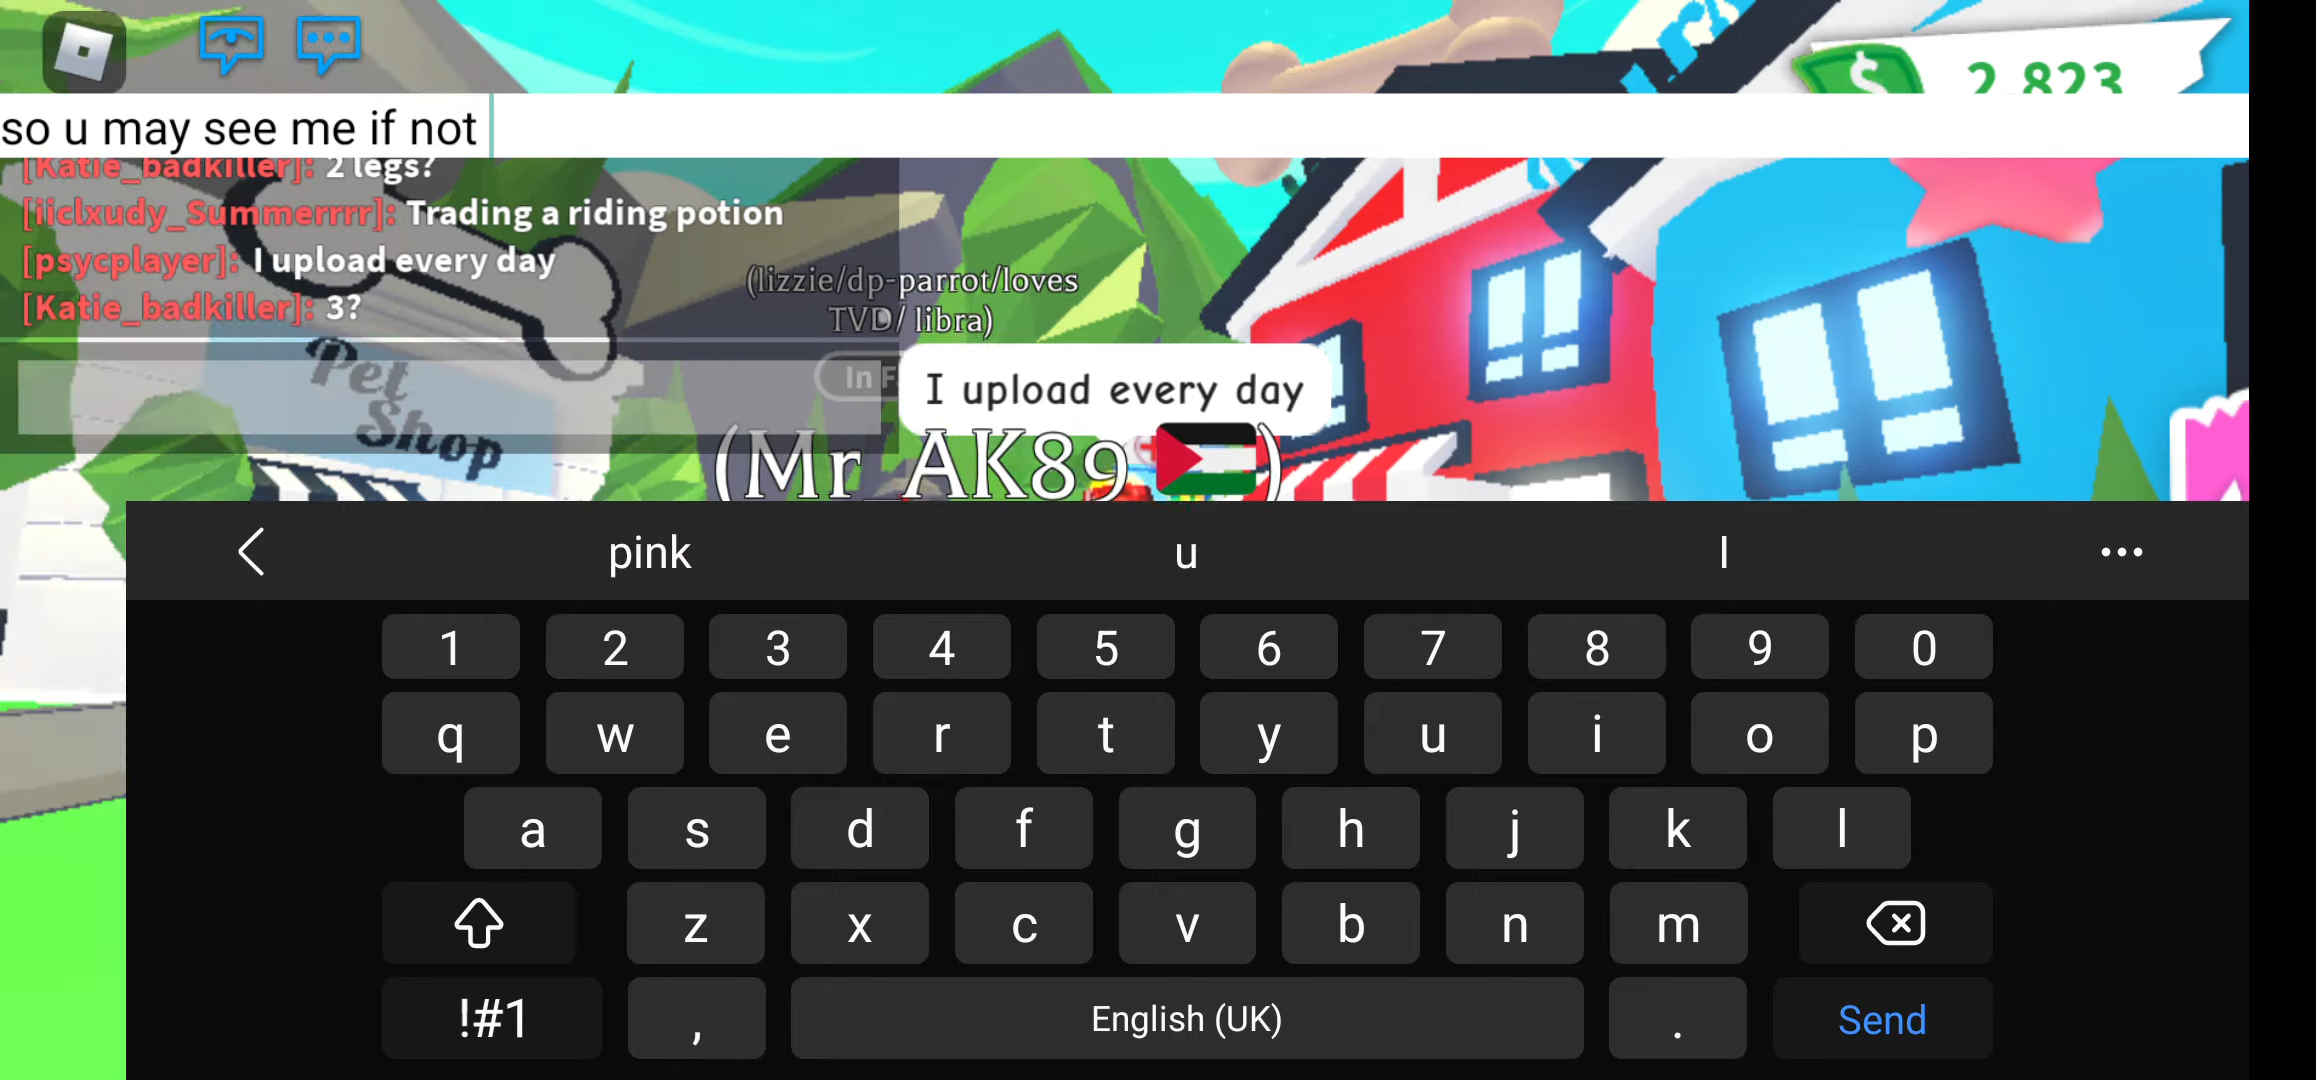 2,823
so u may see me if not
[Katie_badkiller]: 2 legs?
[iiclxudy_Summerrrr]: Trading a riding potion
[psycplayer]: I upload every day
[Katie_badkiller]: 3?
(lizzie/dp-parrot/loves
TVD/ libra)
Pet
Shop
In
I upload every day
(Mr_AK89 🇵🇸)
pink u I
1 2 3 4 5 6 7 8 9 0
q w e r t y u i o p
a s d f g h j k l
z x c v b n m
!#1 , English (UK) . Send